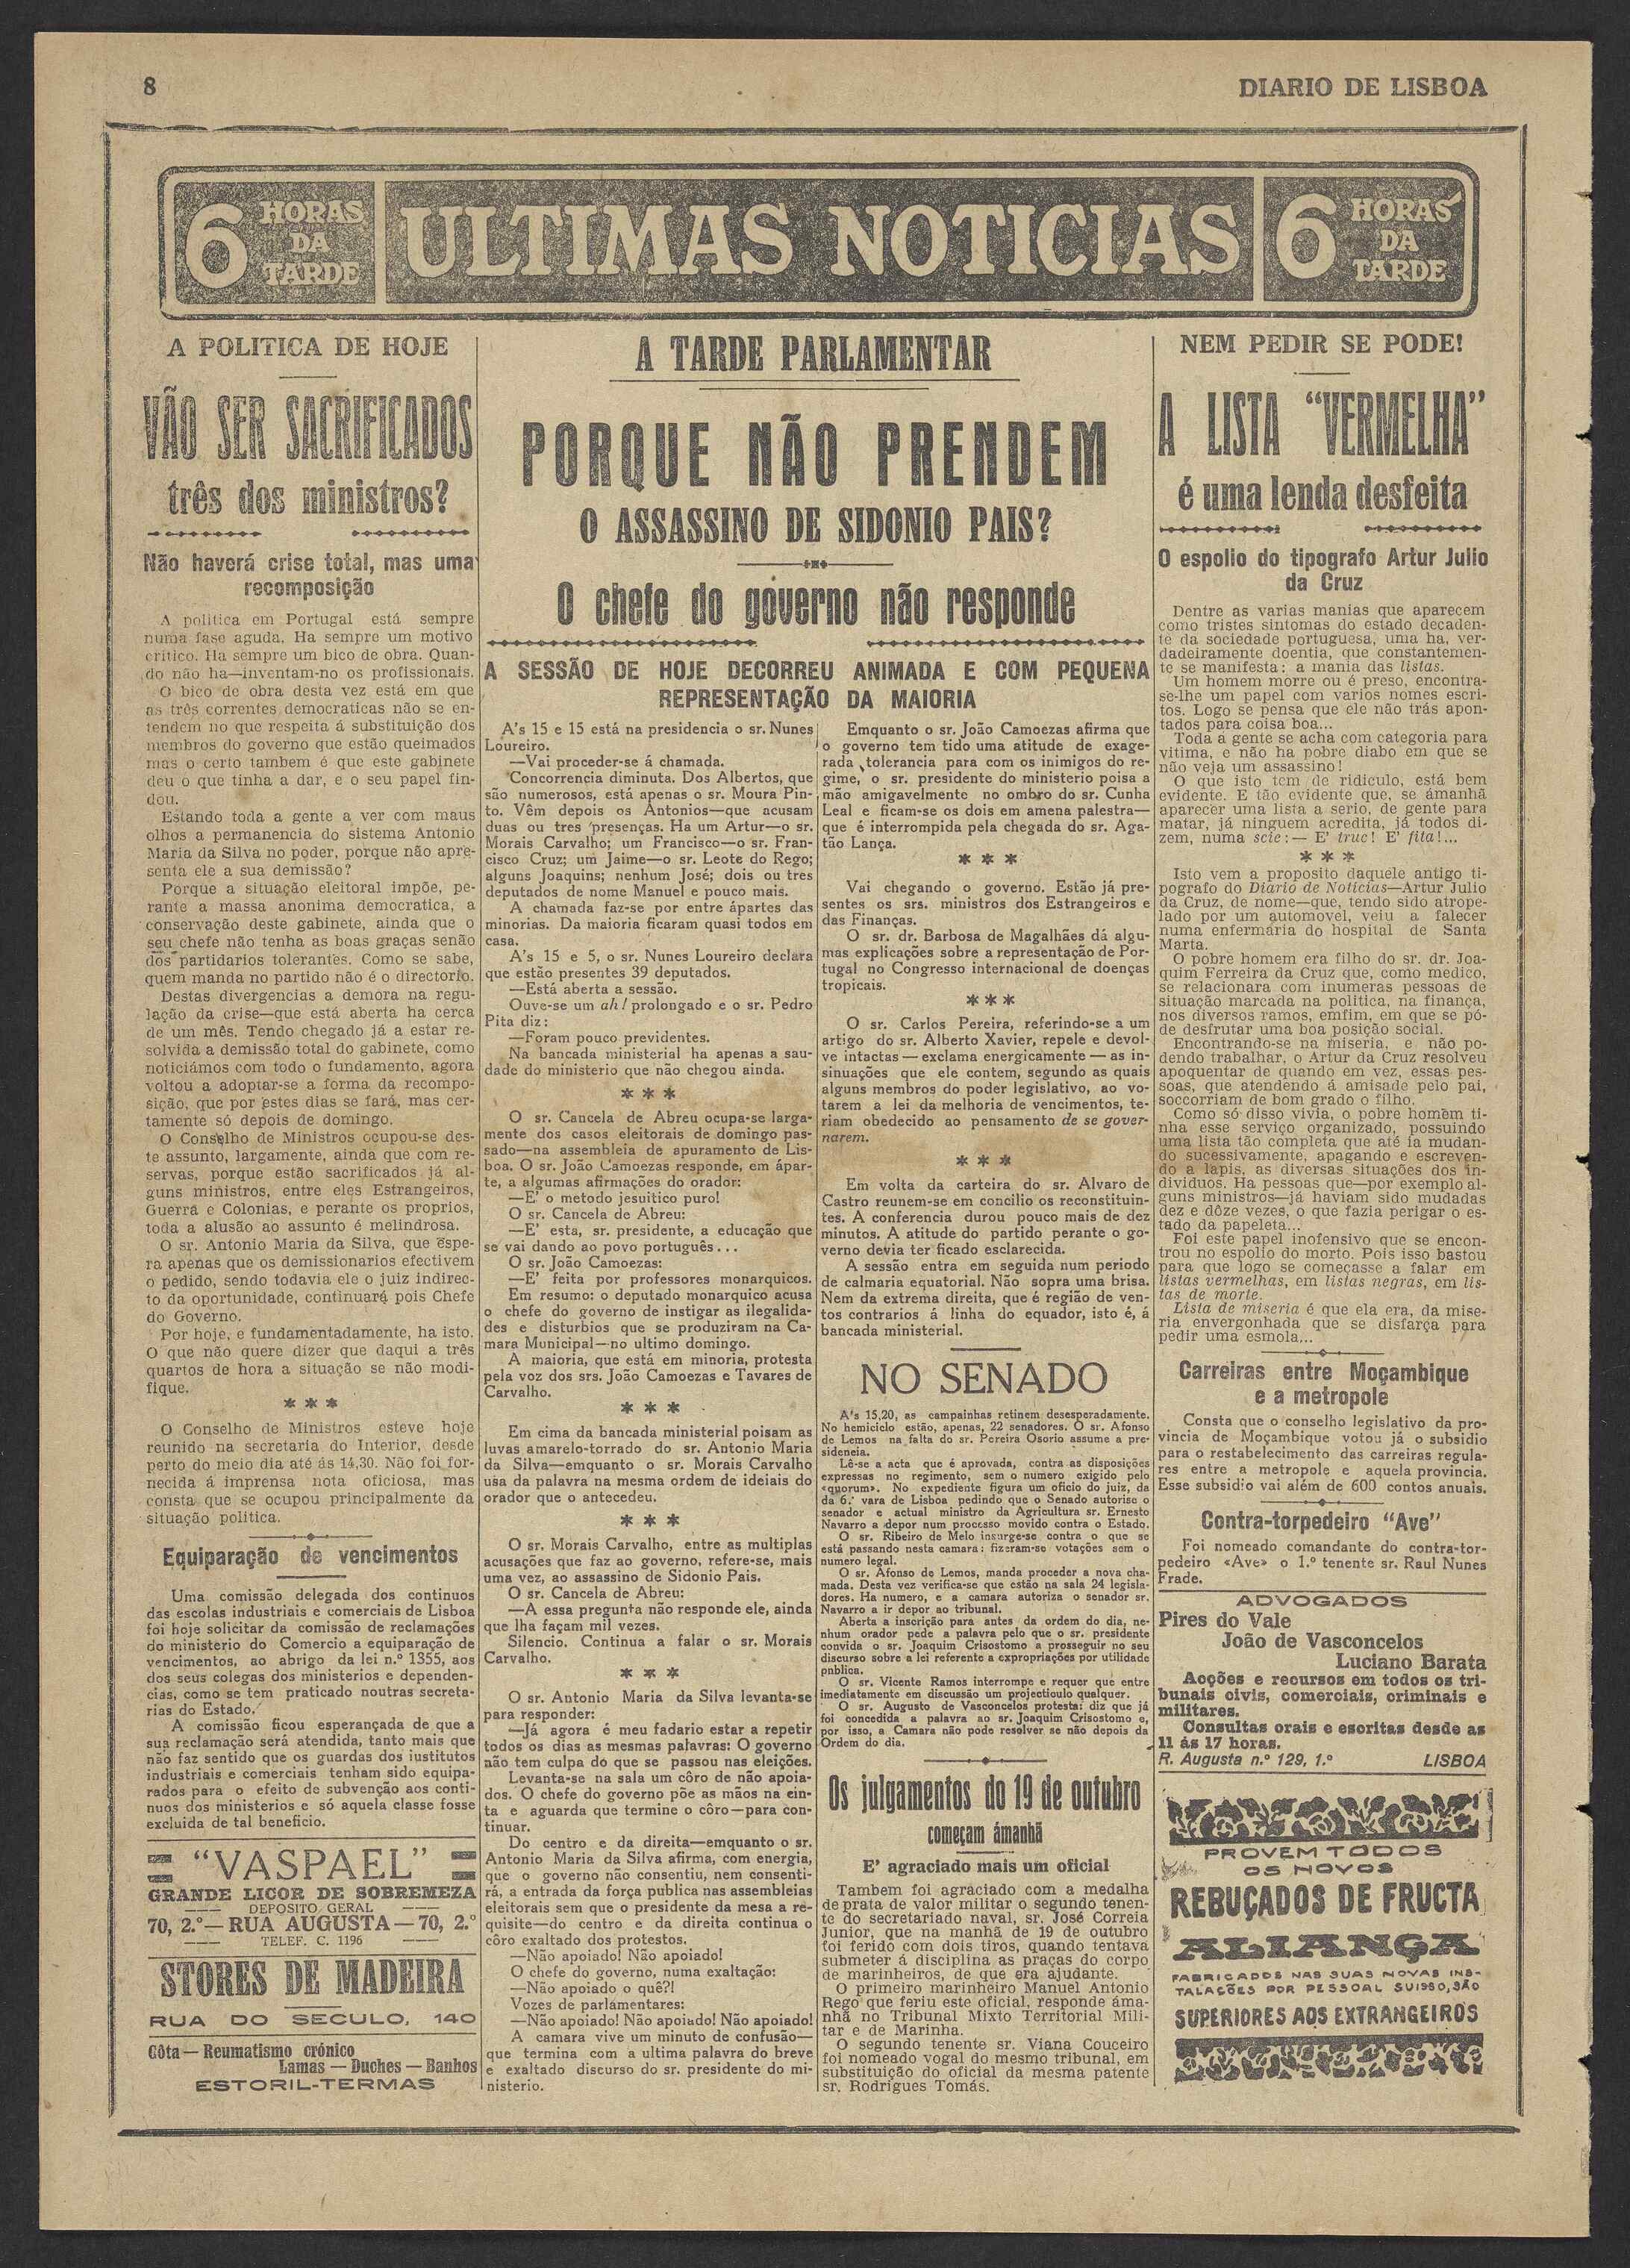 8
DIARIO DE LISBOA
6 HORAS DA TARDE
ULTIMAS NOTICIAS
6 HORAS DA TARDE
A POLITICA DE HOJE
VÃO SER SACRIFICADOS
três dos ministros?
Não haverá crise total, mas uma
recomposição
A politica em Portugal está sempre
numa fase aguda. Ha sempre um motivo
critico. Ha sempre um bico de obra. Quan-
do não ha—inventam-no os profissionais.
O bico de obra desta vez está em que
as três correntes democraticas não se en-
tendem no que respeita á substituição dos
membros do governo que estão queimados
mas o certo tambem é que este gabinete
deu o que tinha a dar, e o seu papel fin-
dou.
Estando toda a gente a ver com maus
olhos a permanencia do sistema Antonio
Maria da Silva no poder, porque não apre-
senta ele a sua demissão?
Porque a situação eleitoral impõe, pe-
rante a massa anonima democratica, a
conservação deste gabinete, ainda que o
seu chefe não tenha as boas graças senão
dos partidarios tolerantes. Como se sabe,
quem manda no partido não é o directorio.
Destas divergencias a demora na regu-
lação da crise—que está aberta ha cerca
de um mês. Tendo chegado já a estar re-
solvida a demissão total do gabinete, como
noticiámos com todo o fundamento, agora
voltou a adoptar-se a forma da recompo-
sição, que por estes dias se fará, mas cer-
tamente só depois de domingo.
O Conselho de Ministros ocupou-se des-
te assunto, largamente, ainda que com re-
servas, porque estão sacrificados já al-
guns ministros, entre eles Estrangeiros,
Guerra e Colonias, e perante os proprios,
toda a alusão ao assunto é melindrosa.
O sr. Antonio Maria da Silva, que espe-
ra apenas que os demissionarios efectivem
o pedido, sendo todavia ele o juiz indirec-
to da oportunidade, continuará pois Chefe
do Governo.
Por hoje, e fundamentadamente, ha isto.
O que não quere dizer que daqui a três
quartos de hora a situação se não modi-
fique.
* * *
O Conselho de Ministros esteve hoje
reunido na secretaria do Interior, desde
perto do meio dia até ás 14,30. Não foi for-
necida á imprensa nota oficiosa, mas
consta que se ocupou principalmente da
situação politica.
Equiparação de vencimentos
Uma comissão delegada dos continuos
das escolas industriais e comerciais de Lisboa
foi hoje solicitar da comissão de reclamações
do ministerio do Comercio a equiparação de
vencimentos, ao abrigo da lei n.º 1355, aos
dos seus colegas dos ministerios e dependen-
cias, como se tem praticado noutras secreta-
rias do Estado.
A comissão ficou esperançada de que a
sua reclamação será atendida, tanto mais que
não faz sentido que os guardas dos iustitutos
industriais e comerciais tenham sido equipa-
rados para o efeito de subvenção aos conti-
nuos dos ministerios e só aquela classe fosse
excluida de tal beneficio.
"VASPAEL"
GRANDE LICOR DE SOBREMEZA
DEPOSITO GERAL
70, 2.º—RUA AUGUSTA—70, 2.º
TELEF. C. 1196
STORES DE MADEIRA
RUA DO SECULO, 140
Gôta—Reumatismo crónico
Lamas—Duches—Banhos
ESTORIL-TERMAS
A TARDE PARLAMENTAR
PORQUE NÃO PRENDEM
O ASSASSINO DE SIDONIO PAIS?
O chefe do governo não responde
A SESSÃO DE HOJE DECORREU ANIMADA E COM PEQUENA
REPRESENTAÇÃO DA MAIORIA
A's 15 e 15 está na presidencia o sr. Nunes
Loureiro.
—Vai proceder-se á chamada.
Concorrencia diminuta. Dos Albertos, que
são numerosos, está apenas o sr. Moura Pin-
to. Vêm depois os Antonios—que acusam
duas ou tres presenças. Ha um Artur—o sr.
Morais Carvalho; um Francisco—o sr. Fran-
cisco Cruz; um Jaime—o sr. Leote do Rego;
alguns Joaquins; nenhum José; dois ou tres
deputados de nome Manuel e pouco mais.
A chamada faz-se por entre ápartes das
minorias. Da maioria ficaram quasi todos em
casa.
A's 15 e 5, o sr. Nunes Loureiro declara
que estão presentes 39 deputados.
—Está aberta a sessão.
Ouve-se um ah! prolongado e o sr. Pedro
Pita diz:
—Foram pouco previdentes.
Na bancada ministerial ha apenas a sau-
dade do ministerio que não chegou ainda.
* * *
O sr. Cancela de Abreu ocupa-se larga-
mente dos casos eleitorais de domingo pas-
sado—na assembleia de apuramento de Lis-
boa. O sr. João Camoezas responde, em ápar-
te, a algumas afirmações do orador:
—E' o metodo jesuitico puro!
O sr. Cancela de Abreu:
—E' esta, sr. presidente, a educação que
se vai dando ao povo português...
O sr. João Camoezas:
—E' feita por professores monarquicos.
Em resumo: o deputado monarquico acusa
o chefe do governo de instigar as ilegalida-
des e disturbios que se produziram na Ca-
mara Municipal—no ultimo domingo.
A maioria, que está em minoria, protesta
pela voz dos srs. João Camoezas e Tavares de
Carvalho.
* * *
Em cima da bancada ministerial poisam as
luvas amarelo-torrado do sr. Antonio Maria
da Silva—emquanto o sr. Morais Carvalho
usa da palavra na mesma ordem de ideiais do
orador que o antecedeu.
* * *
O sr. Morais Carvalho, entre as multiplas
acusações que faz ao governo, refere-se, mais
uma vez, ao assassino de Sidonio Pais.
O sr. Cancela de Abreu:
—A essa pregunta não responde ele, ainda
que lha façam mil vezes.
Silencio. Continua a falar o sr. Morais
Carvalho.
* * *
O sr. Antonio Maria da Silva levanta-se
para responder:
—Já agora é meu fadario estar a repetir
todos os dias as mesmas palavras: O governo
não tem culpa do que se passou nas eleições.
Levanta-se na sala um côro de não apoia-
dos. O chefe do governo põe as mãos na cin-
ta e aguarda que termine o côro—para con-
tinuar.
Do centro e da direita—emquanto o sr.
Antonio Maria da Silva afirma, com energia,
que o governo não consentiu, nem consenti-
rá, a entrada da força publica nas assembleias
eleitorais sem que o presidente da mesa a re-
quisite—do centro e da direita continua o
côro exaltado dos protestos.
—Não apoiado! Não apoiado!
O chefe do governo, numa exaltação:
—Não apoiado o quê?!
Vozes de parlamentares:
—Não apoiado! Não apoiado! Não apoiado!
A camara vive um minuto de confusão—
que termina com a ultima palavra do breve
e exaltado discurso do sr. presidente do mi-
nisterio.
Emquanto o sr. João Camoezas afirma que
o governo tem tido uma atitude de exage-
rada tolerancia para com os inimigos do re-
gime, o sr. presidente do ministerio poisa a
mão amigavelmente no ombro do sr. Cunha
Leal e ficam-se os dois em amena palestra—
que é interrompida pela chegada do sr. Aga-
tão Lança.
* * *
Vai chegando o governo. Estão já pre-
sentes os srs. ministros dos Estrangeiros e
das Finanças.
O sr. dr. Barbosa de Magalhães dá algu-
mas explicações sobre a representação de Por-
tugal no Congresso internacional de doenças
tropicais.
* * *
O sr. Carlos Pereira, referindo-se a um
artigo do sr. Alberto Xavier, repele e devol-
ve intactas—exclama energicamente—as in-
sinuações que ele contem, segundo as quais
alguns membros do poder legislativo, ao vo-
tarem a lei da melhoria de vencimentos, te-
riam obedecido ao pensamento de se gover-
narem.
* * *
Em volta da carteira do sr. Alvaro de
Castro reunem-se em concilio os reconstituin-
tes. A conferencia durou pouco mais de dez
minutos. A atitude do partido perante o go-
verno devia ter ficado esclarecida.
A sessão entra em seguida num periodo
de calmaria equatorial. Não sopra uma brisa.
Nem da extrema direita, que é região de ven-
tos contrarios á linha do equador, isto é, á
bancada ministerial.
NO SENADO
A's 15,20, as campainhas retinem desesperadamente.
No hemiciclo estão, apenas, 22 senadores. O sr. Afonso
de Lemos na falta do sr. Pereira Osorio assume a pre-
sidencia.
Lê-se a acta que é aprovada, contra as disposições
expressas no regimento, sem o numero exigido pelo
«quorum». No expediente figura um oficio do juiz, da
da 6.ª vara de Lisboa pedindo que o Senado autorise o
senador e actual ministro da Agricultura sr. Ernesto
Navarro a depor num processo movido contra o Estado.
O sr. Ribeiro de Melo insurge-se contra o que se
está passando nesta camara: fizeram-se votações sem o
numero legal.
O sr. Afonso de Lemos, manda proceder a nova cha-
mada. Desta vez verifica-se que estão na sala 24 legisla-
dores. Ha numero, e a camara autoriza o senador sr.
Navarro a ir depor ao tribunal.
Aberta a inscrição para antes da ordem do dia, ne-
nhum orador pede a palavra pelo que o sr. presidente
convida o sr. Joaquim Crisostomo a prosseguir no seu
discurso sobre a lei referente a expropriações por utilidade
publica.
O sr. Vicente Ramos interrompe e requer que entre
imediatamente em discussão um projectioulo qualquer.
O sr. Augusto de Vasconcelos protesta: diz que já
foi concedida a palavra ao sr. Joaquim Crisostomo e,
por isso, a Camara não pode resolver se não depois da
Ordem do dia.
Os julgamentos do 19 de outubro
começam ámanhã
E' agraciado mais um oficial
Tambem foi agraciado com a medalha
de prata de valor militar o segundo tenen-
te do secretariado naval, sr. José Correia
Junior, que na manhã de 19 de outubro
foi ferido com dois tiros, quando tentava
submeter á disciplina as praças do corpo
de marinheiros, de que era ajudante.
O primeiro marinheiro Manuel Antonio
Rego que feriu este oficial, responde áma-
nhã no Tribunal Mixto Territorial Mili-
tar e de Marinha.
O segundo tenente sr. Viana Couceiro
foi nomeado vogal do mesmo tribunal, em
substituição do oficial da mesma patente
sr. Rodrigues Tomás.
NEM PEDIR SE PODE!
A LISTA "VERMELHA"
é uma lenda desfeita
O espolio do tipografo Artur Julio
da Cruz
Dentre as varias manias que aparecem
como tristes sintomas do estado decaden-
te da sociedade portuguesa, uma ha, ver-
dadeiramente doentia, que constantemen-
te se manifesta: a mania das listas.
Um homem morre ou é preso, encontra-
se-lhe um papel com varios nomes escri-
tos. Logo se pensa que ele não trás apon-
tados para coisa boa...
Toda a gente se acha com categoria para
vitima, e não ha pobre diabo em que se
não veja um assassino!
O que isto tem de ridiculo, está bem
evidente. E tão evidente que, se ámanhã
aparecer uma lista a serio, de gente para
matar, já ninguem acredita, já todos di-
zem, numa scie:—E' truc! E' fita!...
* * *
Isto vem a proposito daquele antigo ti-
pografo do Diario de Noticias—Artur Julio
da Cruz, de nome—que, tendo sido atrope-
lado por um automovel, veiu a falecer
numa enfermaria do hospital de Santa
Marta.
O pobre homem era filho do sr. dr. Joa-
quim Ferreira da Cruz que, como medico,
se relacionara com inumeras pessoas de
situação marcada na politica, na finança,
nos diversos ramos, emfim, em que se pó-
de desfrutar uma boa posição social.
Encontrando-se na miseria, e não po-
dendo trabalhar, o Artur da Cruz resolveu
apoquentar de quando em vez, essas pes-
soas, que atendendo á amisade pelo pai,
soccorriam de bom grado o filho.
Como só disso vivia, o pobre homem ti-
nha esse serviço organizado, possuindo
uma lista tão completa que até ia mudan-
do sucessivamente, apagando e escreven-
do a lapis, as diversas situações dos in-
dividuos. Ha pessoas que—por exemplo al-
guns ministros—já haviam sido mudadas
dez e dôze vezes, o que fazia perigar o es-
tado da papeleta...
Foi este papel inofensivo que se encon-
trou no espolio do morto. Pois isso bastou
para que logo se começasse a falar em
listas vermelhas, em listas negras, em lis-
tas de morte.
Lista de miseria é que ela era, da mise-
ria envergonhada que se disfarça para
pedir uma esmola...
Carreiras entre Moçambique
e a metropole
Consta que o conselho legislativo da pro-
vincia de Moçambique votou já o subsidio
para o restabelecimento das carreiras regula-
res entre a metropole e aquela provincia.
Esse subsidio vai além de 600 contos anuais.
Contra-torpedeiro "Ave"
Foi nomeado comandante do contra-tor-
pedeiro «Ave» o 1.º tenente sr. Raul Nunes
Frade.
ADVOGADOS
Pires do Vale
João de Vasconcelos
Luciano Barata
Acções e recursos em todos os tri-
bunais civis, comerciais, criminais e
militares.
Consultas orais e escritas desde as
11 ás 17 horas.
R. Augusta n.º 129, 1.º LISBOA
PROVEM TODOS
OS NOVOS
REBUÇADOS DE FRUCTA
ALIANÇA
FABRICADOS NAS SUAS NOVAS INS-
TALAÇÕES POR PESSOAL SUISSO, SÃO
SUPERIORES AOS EXTRANGEIROS